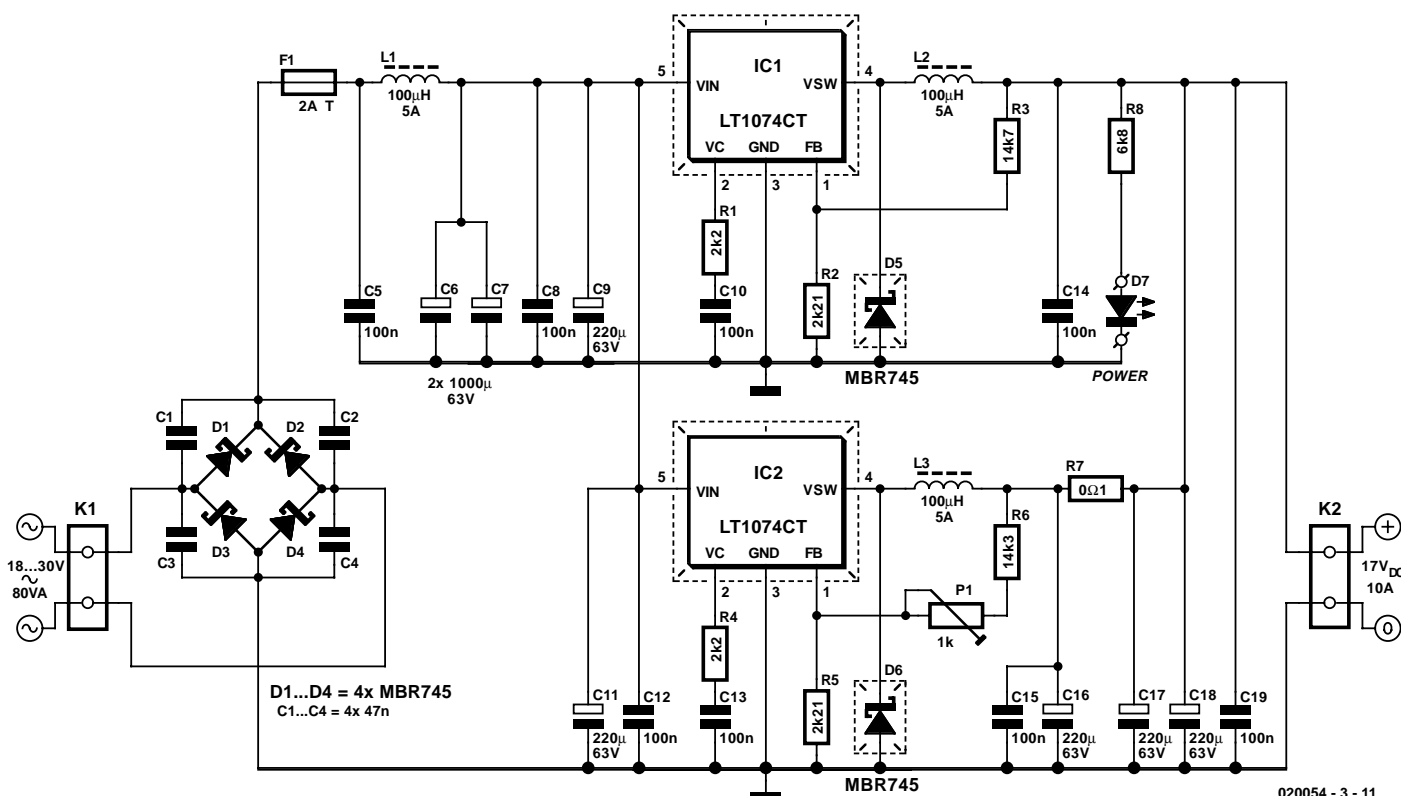 F1
2A T
L1
100µH
5A
5
VIN
IC1
VSW
LT1074CT
VC
GND
FB
4
2
3
1
L2
100µH
5A
R3
14k7
R8
6k8
R1
2k2
C10
100n
R2
2k21
D5
MBR745
C5
100n
C6
C7
2x 1000µ
63V
C8
100n
C9
220µ
63V
C14
100n
D7
POWER
C1
D1
D2
C2
C3
D3
D4
C4
K1
18...30V
~
80VA
D1...D4 = 4x MBR745
C1...C4 = 4x 47n
5
VIN
IC2
VSW
LT1074CT
VC
GND
FB
4
2
3
1
L3
100µH
5A
R7
0Ω1
R6
14k3
P1
1k
R4
2k2
C13
100n
R5
2k21
D6
MBR745
C11
220µ
63V
C12
100n
C15
100n
C16
220µ
63V
C17
220µ
63V
C18
220µ
63V
C19
100n
K2
+
17VDC
10A
0
020054 - 3 - 11